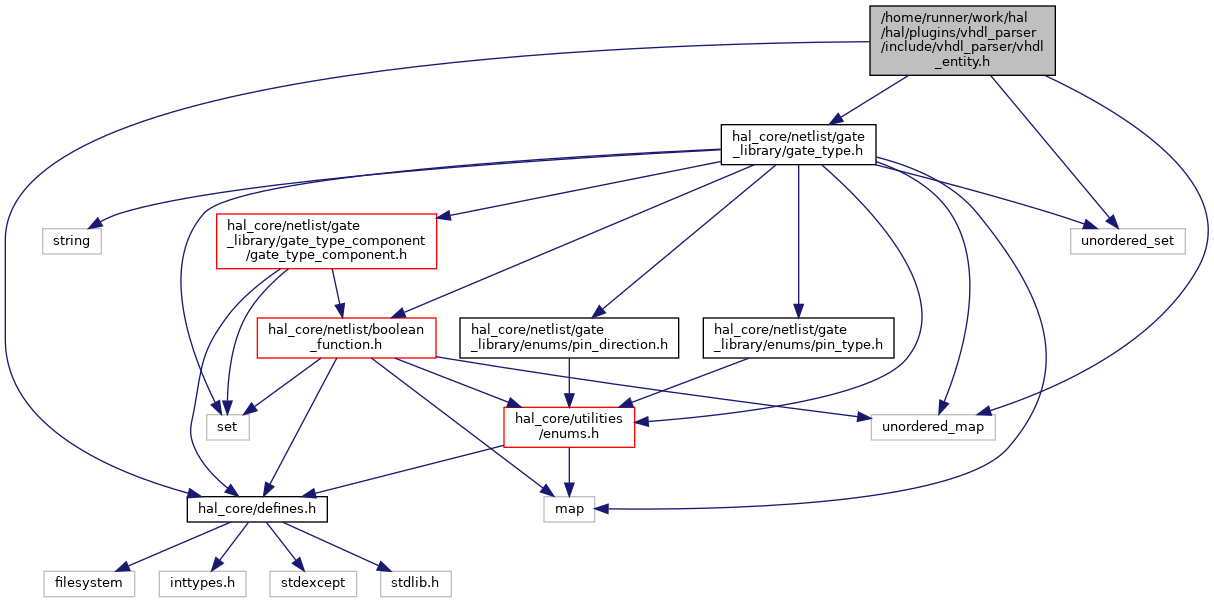 /home/runner/work/hal
/hal/plugins/vhdl_parser
/include/vhdl_parser/vhdl
_entity.h
hal_core/netlist/gate
_library/gate_type.h
string
hal_core/netlist/gate
_library/gate_type_component
/gate_type_component.h
unordered_set
hal_core/netlist/boolean
_function.h
hal_core/netlist/gate
_library/enums/pin_direction.h
hal_core/netlist/gate
_library/enums/pin_type.h
set
hal_core/utilities
/enums.h
unordered_map
hal_core/defines.h
map
filesystem
inttypes.h
stdexcept
stdlib.h